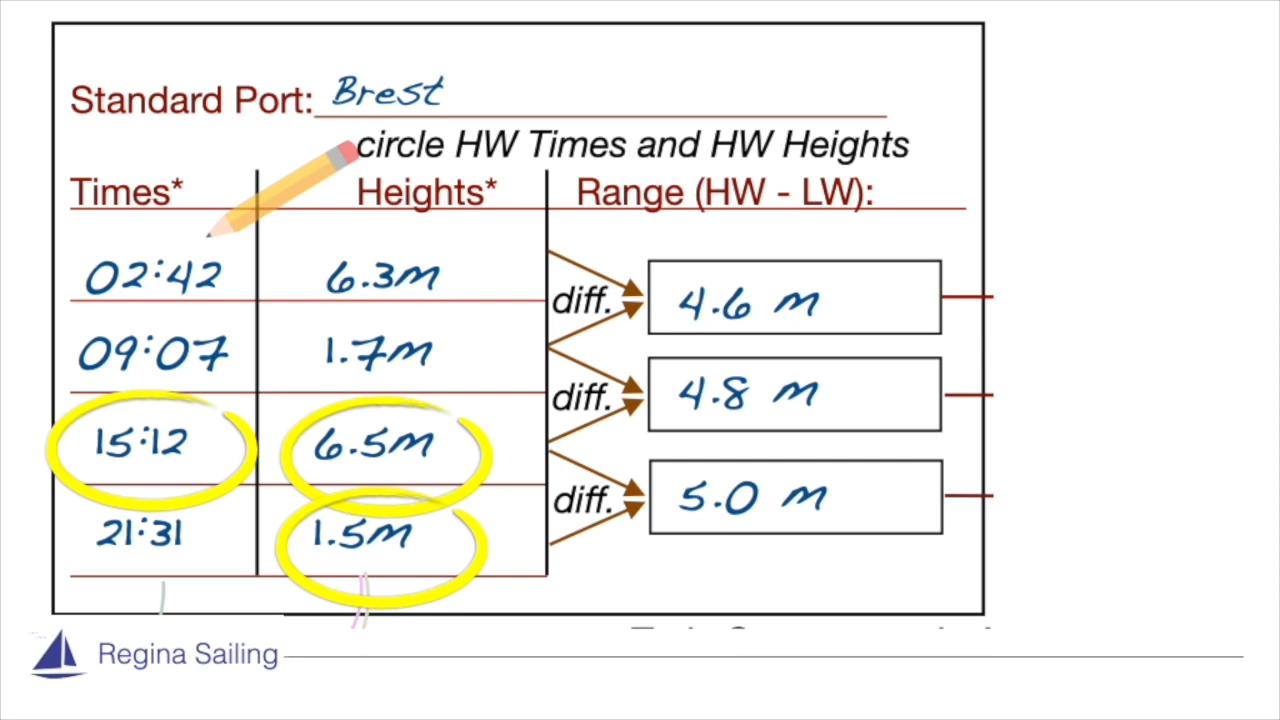 Standard Port: Brest
circle HW Times and HW Heights
Times* Heights* Range (HW - LW):
02:42 6.3m
diff. 4.6 m
09:07 1.7m
diff. 4.8 m
15:12 6.5m
diff. 5.0 m
21:31 1.5m
Regina Sailing